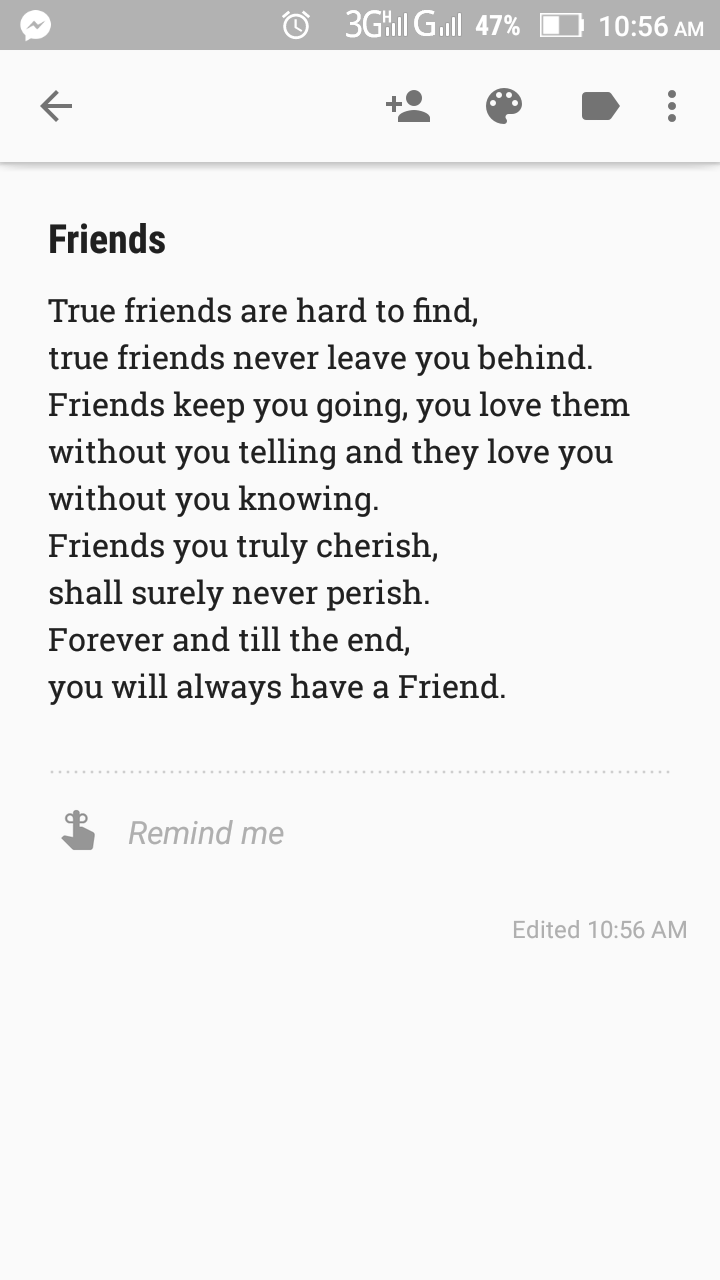 3G H G 47% 10:56 AM
Friends
True friends are hard to find,
true friends never leave you behind.
Friends keep you going, you love them
without you telling and they love you
without you knowing.
Friends you truly cherish,
shall surely never perish.
Forever and till the end,
you will always have a Friend.
Remind me
Edited 10:56 AM